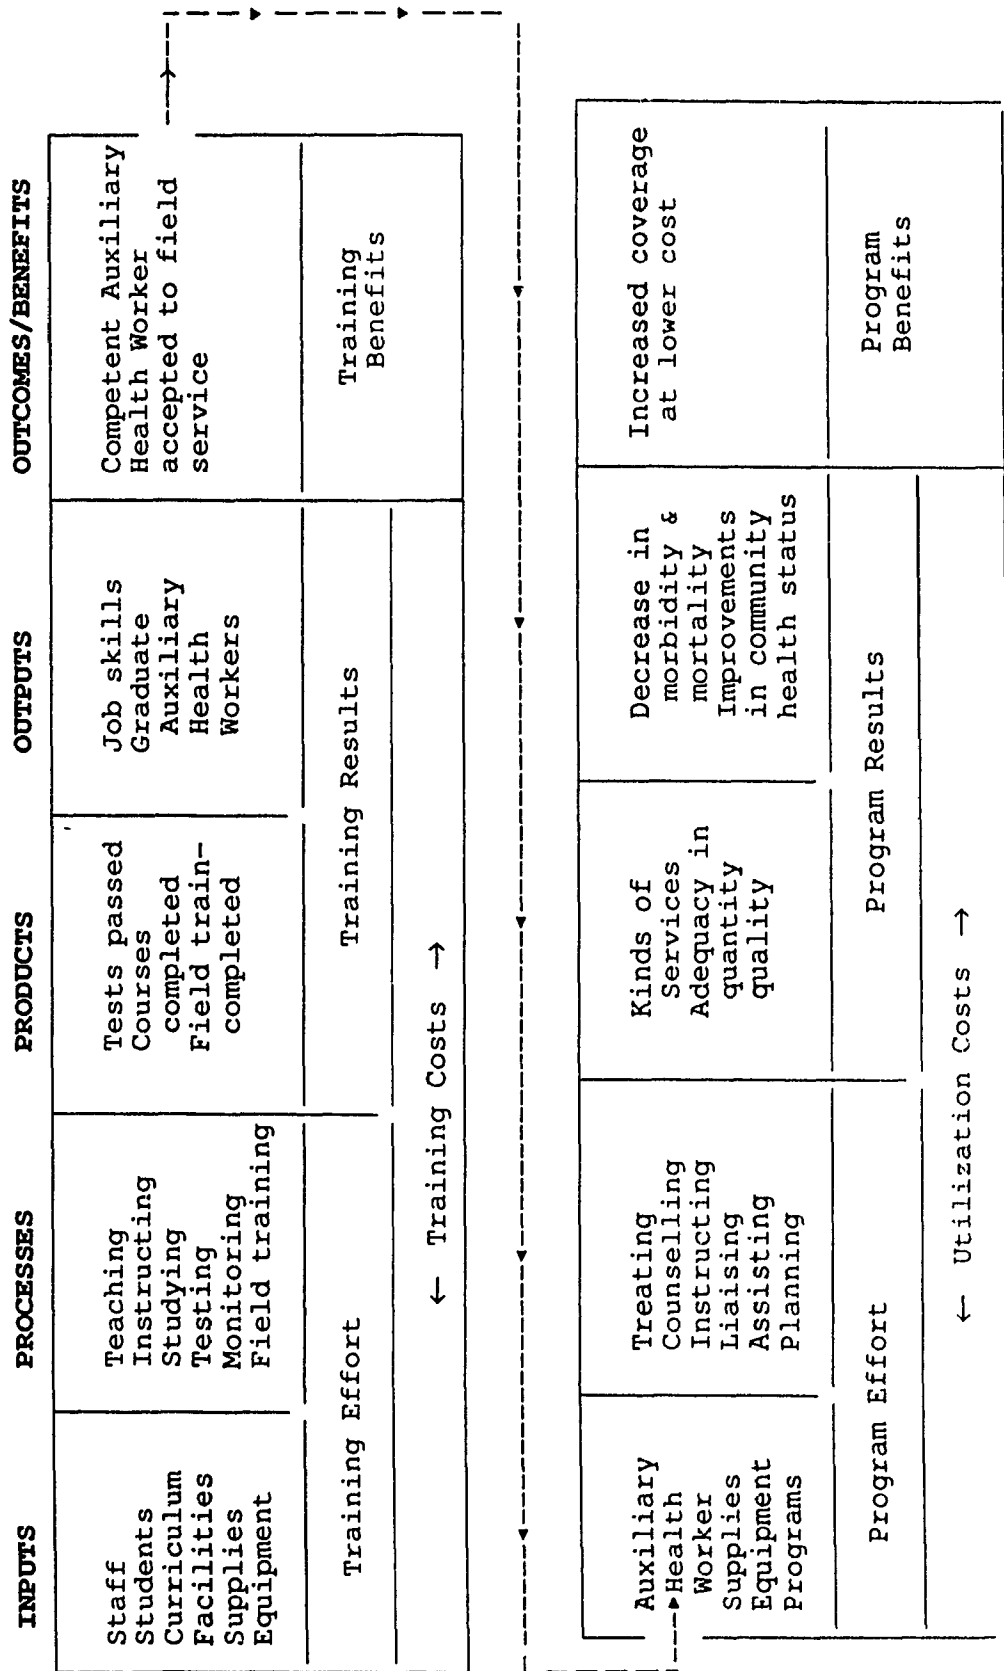 INPUTS
PROCESSES
PRODUCTS
OUTPUTS
OUTCOMES/BENEFITS
Staff
Students
Curriculum
Facilities
Supplies
Equipment
Teaching
Instructing
Studying
Testing
Monitoring
Field training
Tests passed
Courses
completed
Field train-
completed
Job skills
Graduate
Auxiliary
Health
Workers
Competent Auxiliary
Health Worker
accepted to field
service
Training Effort
Training Results
Training
Benefits
← Training Costs →
Auxiliary
Health
Worker
Supplies
Equipment
Programs
Treating
Counselling
Instructing
Liaising
Assisting
Planning
Kinds of
Services
Adequacy in
quantity
quality
Decrease in
morbidity &
mortality
Improvements
in community
health status
Increased coverage
at lower cost
Program Effort
Program Results
Program
Benefits
← Utilization Costs →